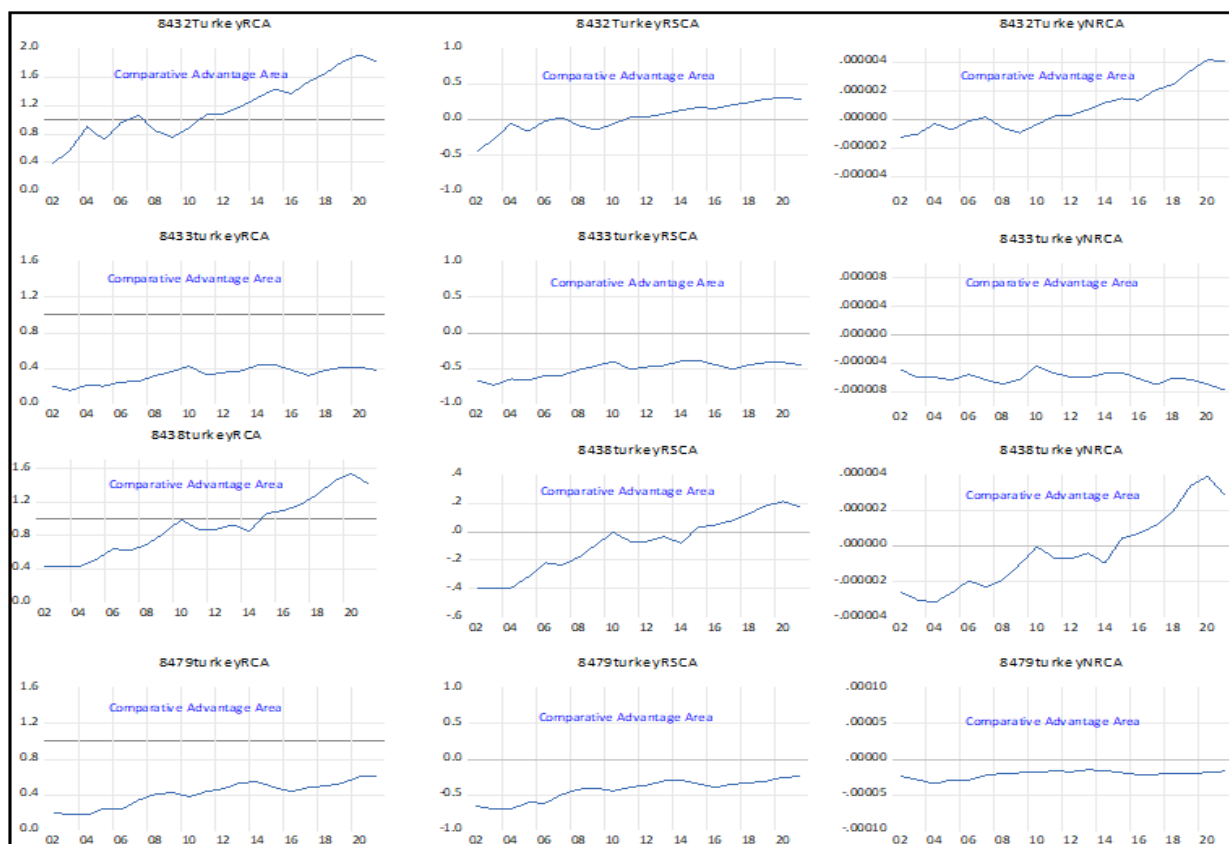 8432TurkeyRCA
2.0
1.6
1.2
0.8
0.4
0.0
Comparative Advantage Area
02 04 06 08 10 12 14 16 18 20
8432TurkeyRSCA
1.0
0.5
0.0
-0.5
-1.0
Comparative Advantage Area
02 04 06 08 10 12 14 16 18 20
8432TurkeyNRCA
.000004
.000002
.000000
-.000002
-.000004
Comparative Advantage Area
02 04 06 08 10 12 14 16 18 20
8433turkeyRCA
1.6
1.2
0.8
0.4
0.0
Comparative Advantage Area
02 04 06 08 10 12 14 16 18 20
8433turkeyRSCA
1.0
0.5
0.0
-0.5
-1.0
Comparative Advantage Area
02 04 06 08 10 12 14 16 18 20
8433turkeyNRCA
.000008
.000004
.000000
-.000004
-.000008
Comparative Advantage Area
02 04 06 08 10 12 14 16 18 20
8438turkeyRCA
1.6
1.2
0.8
0.4
0.0
Comparative Advantage Area
02 04 06 08 10 12 14 16 18 20
8438turkeyRSCA
.4
.2
.0
-.2
-.4
-.6
Comparative Advantage Area
02 04 06 08 10 12 14 16 18 20
8438turkeyNRCA
.000004
.000002
.000000
-.000002
-.000004
Comparative Advantage Area
02 04 06 08 10 12 14 16 18 20
8479turkeyRCA
1.6
1.2
0.8
0.4
0.0
Comparative Advantage Area
02 04 06 08 10 12 14 16 18 20
8479turkeyRSCA
1.0
0.5
0.0
-0.5
-1.0
Comparative Advantage Area
02 04 06 08 10 12 14 16 18 20
8479turkeyNRCA
.00010
.00005
.00000
-.00005
-.00010
Comparative Advantage Area
02 04 06 08 10 12 14 16 18 20